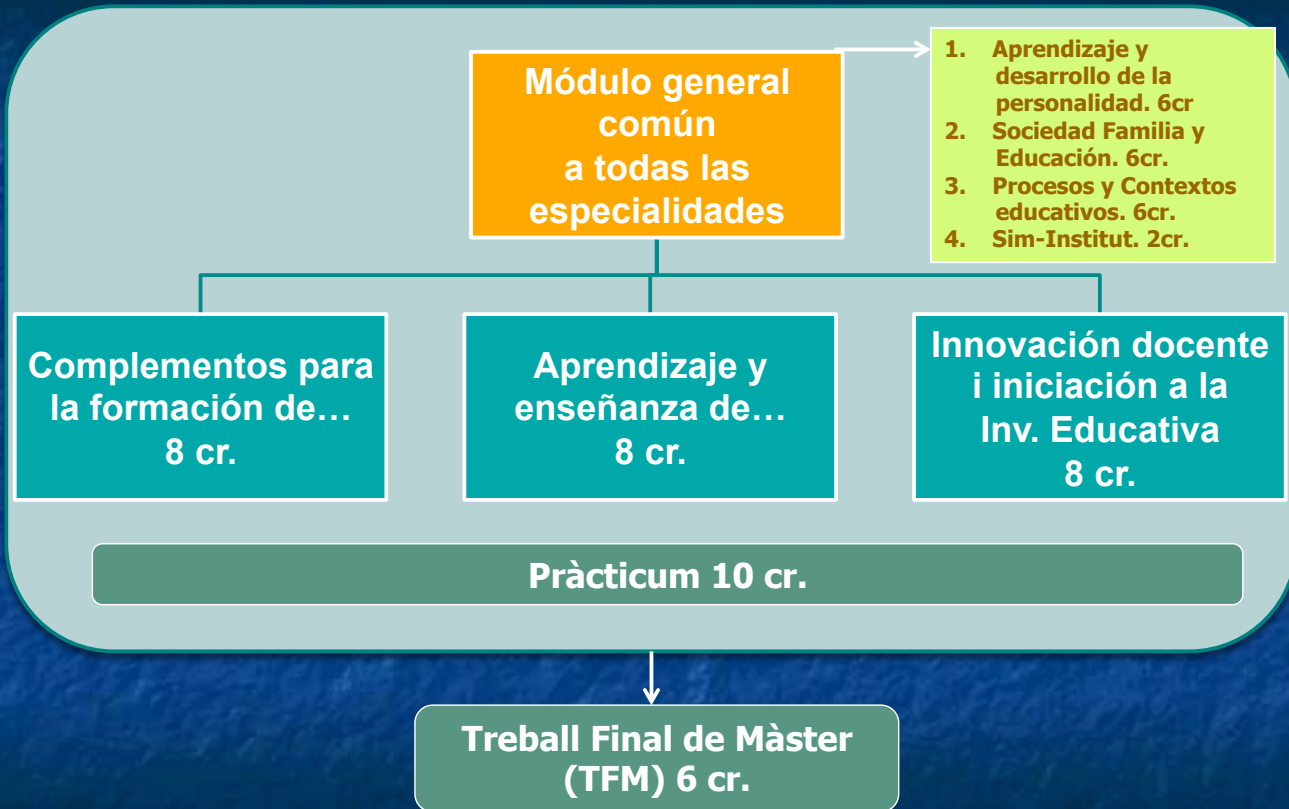 Módulo general
común
a todas las
especialidades
1. Aprendizaje y
desarrollo de la
personalidad. 6cr
2. Sociedad Familia y
Educación. 6cr.
3. Procesos y Contextos
educativos. 6cr.
4. Sim-Institut. 2cr.
Complementos para
la formación de…
8 cr.
Aprendizaje y
enseñanza de…
8 cr.
Innovación docente
i iniciación a la
Inv. Educativa
8 cr.
Pràcticum 10 cr.
Treball Final de Màster
(TFM) 6 cr.